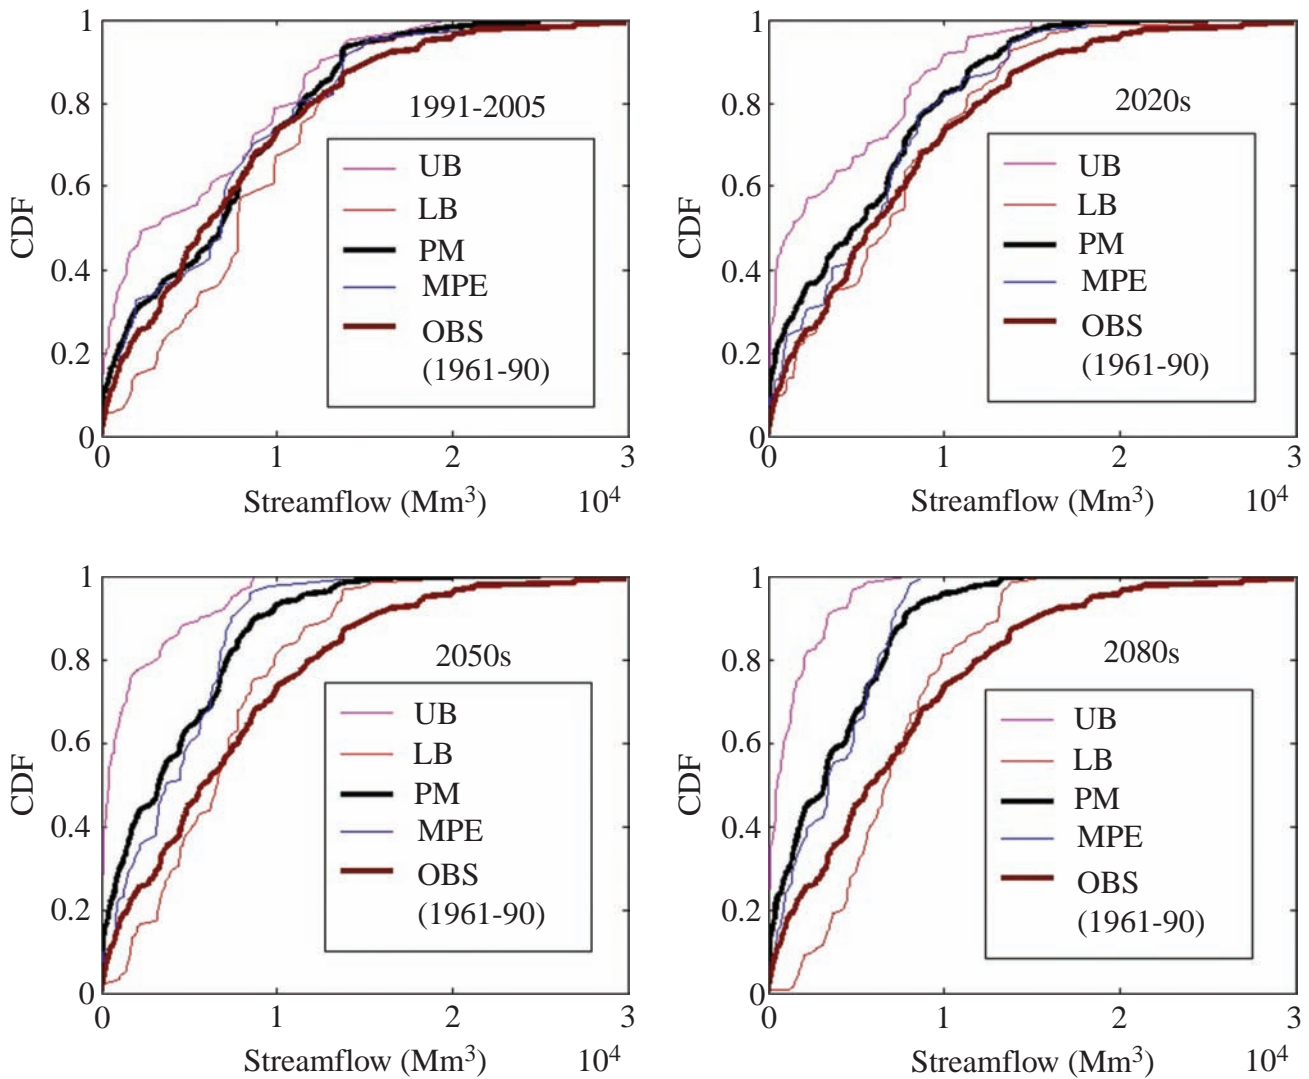 1
0.8
0.6
0.4
0.2
0
CDF
1991-2005
UB
LB
PM
MPE
OBS
(1961-90)
0 1 2 3
Streamflow (Mm³) 10⁴
1
0.8
0.6
0.4
0.2
0
CDF
2020s
UB
LB
PM
MPE
OBS
(1961-90)
0 1 2 3
Streamflow (Mm³) 10⁴
1
0.8
0.6
0.4
0.2
0
CDF
2050s
UB
LB
PM
MPE
OBS
(1961-90)
0 1 2 3
Streamflow (Mm³) 10⁴
1
0.8
0.6
0.4
0.2
0
CDF
2080s
UB
LB
PM
MPE
OBS
(1961-90)
0 1 2 3
Streamflow (Mm³) 10⁴